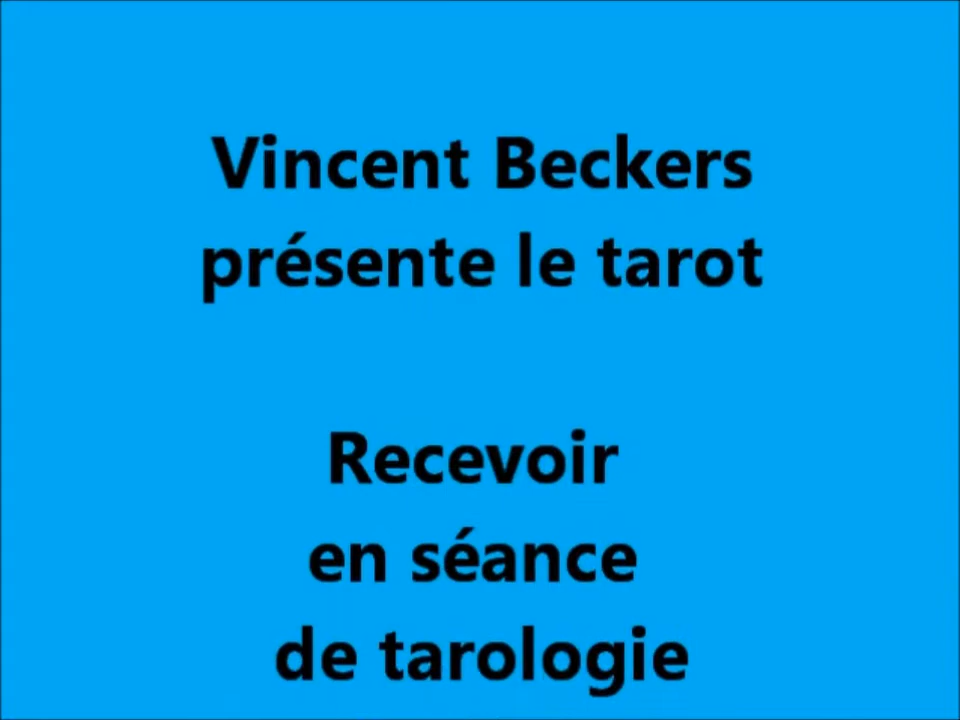 Vincent Beckers
présente le tarot
Recevoir
en séance
de tarologie